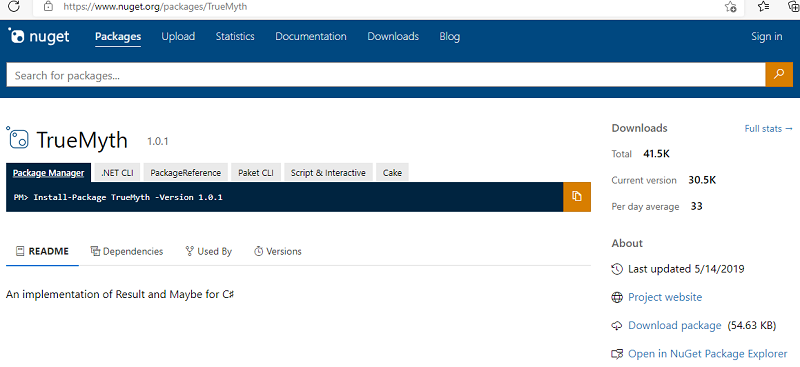 https://www.nuget.org/packages/TrueMyth
nuget Packages Upload Statistics Documentation Downloads Blog Sign in
Search for packages...
TrueMyth 1.0.1
Package Manager .NET CLI PackageReference Paket CLI Script & Interactive Cake
PM> Install-Package TrueMyth -Version 1.0.1
README Dependencies Used By Versions
An implementation of Result and Maybe for C♯
Downloads Full stats →
Total 41.5K
Current version 30.5K
Per day average 33
About
Last updated 5/14/2019
Project website
Download package (54.63 KB)
Open in NuGet Package Explorer